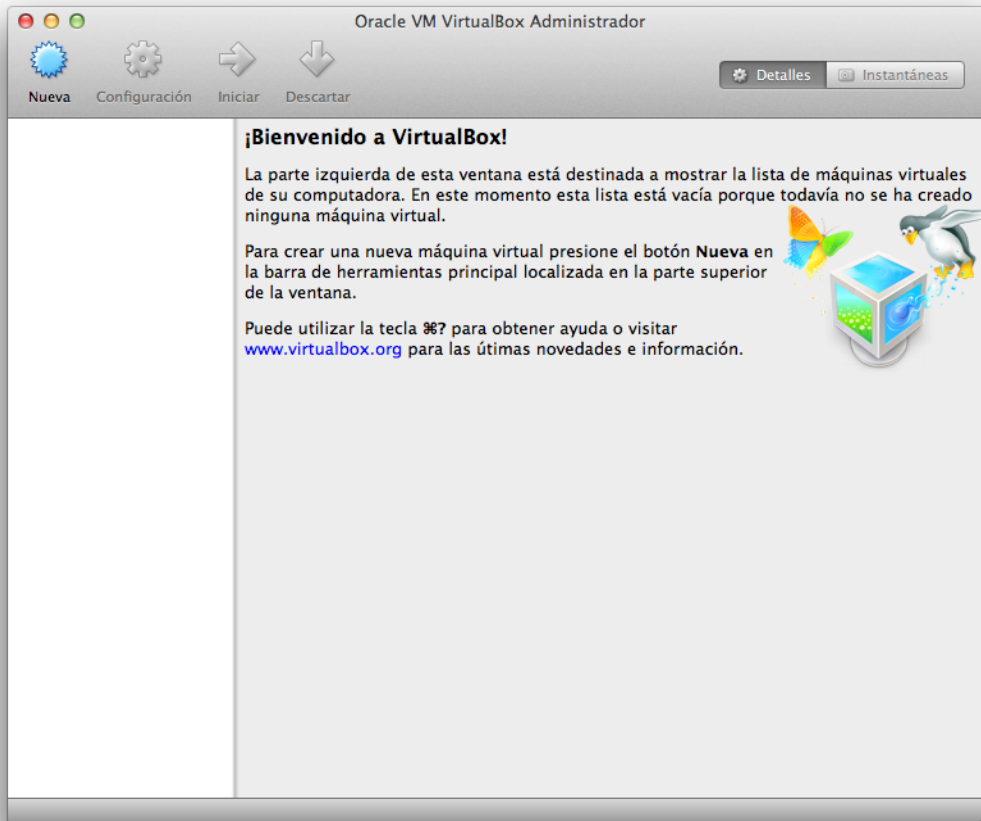 Oracle VM VirtualBox Administrador
Nueva Configuración Iniciar Descartar
Detalles Instantáneas
¡Bienvenido a VirtualBox!
La parte izquierda de esta ventana está destinada a mostrar la lista de máquinas virtuales
de su computadora. En este momento esta lista está vacía porque todavía no se ha creado
ninguna máquina virtual.
Para crear una nueva máquina virtual presione el botón Nueva en
la barra de herramientas principal localizada en la parte superior
de la ventana.
Puede utilizar la tecla ⌘? para obtener ayuda o visitar
www.virtualbox.org para las útimas novedades e información.